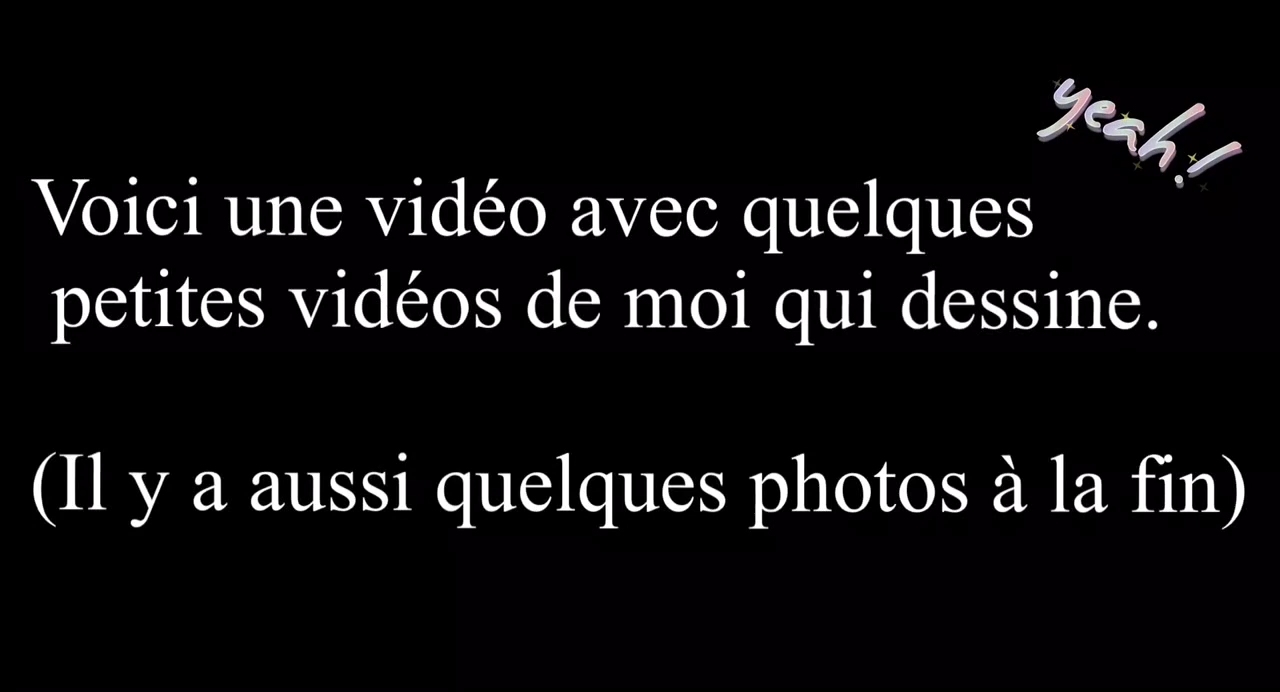 yeah!
Voici une vidéo avec quelques
petites vidéos de moi qui dessine.
(Il y a aussi quelques photos à la fin)